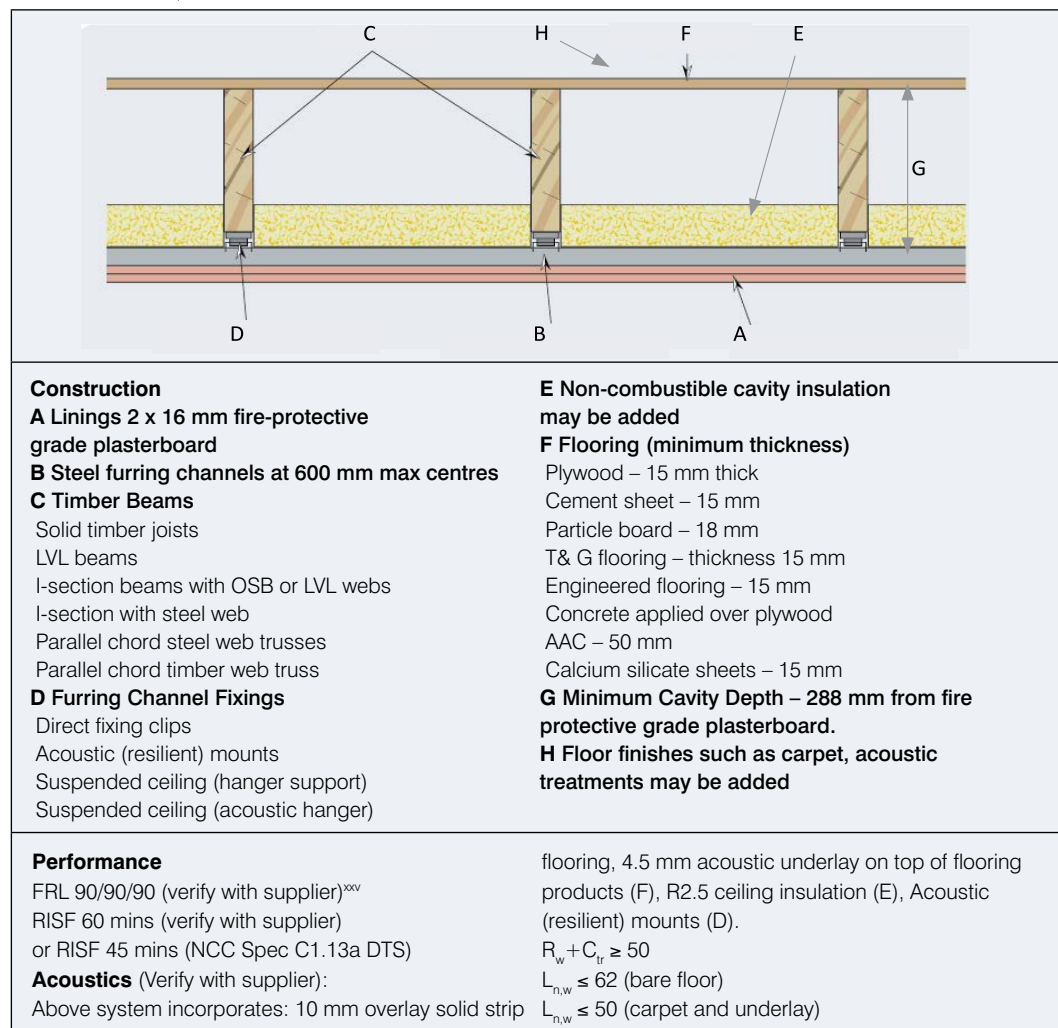 C H F E
G
D B A
Construction
A Linings 2 x 16 mm fire-protective
grade plasterboard
B Steel furring channels at 600 mm max centres
C Timber Beams
Solid timber joists
LVL beams
I-section beams with OSB or LVL webs
I-section with steel web
Parallel chord steel web trusses
Parallel chord timber web truss
D Furring Channel Fixings
Direct fixing clips
Acoustic (resilient) mounts
Suspended ceiling (hanger support)
Suspended ceiling (acoustic hanger)
E Non-combustible cavity insulation
may be added
F Flooring (minimum thickness)
Plywood – 15 mm thick
Cement sheet – 15 mm
Particle board – 18 mm
T& G flooring – thickness 15 mm
Engineered flooring – 15 mm
Concrete applied over plywood
AAC – 50 mm
Calcium silicate sheets – 15 mm
G Minimum Cavity Depth – 288 mm from fire
protective grade plasterboard.
H Floor finishes such as carpet, acoustic
treatments may be added
Performance
FRL 90/90/90 (verify with supplier)xxv
RISF 60 mins (verify with supplier)
or RISF 45 mins (NCC Spec C1.13a DTS)
Acoustics (Verify with supplier):
Above system incorporates: 10 mm overlay solid strip
flooring, 4.5 mm acoustic underlay on top of flooring
products (F), R2.5 ceiling insulation (E), Acoustic
(resilient) mounts (D).
Rw+Ctr ≥ 50
Ln,w ≤ 62 (bare floor)
Ln,w ≤ 50 (carpet and underlay)